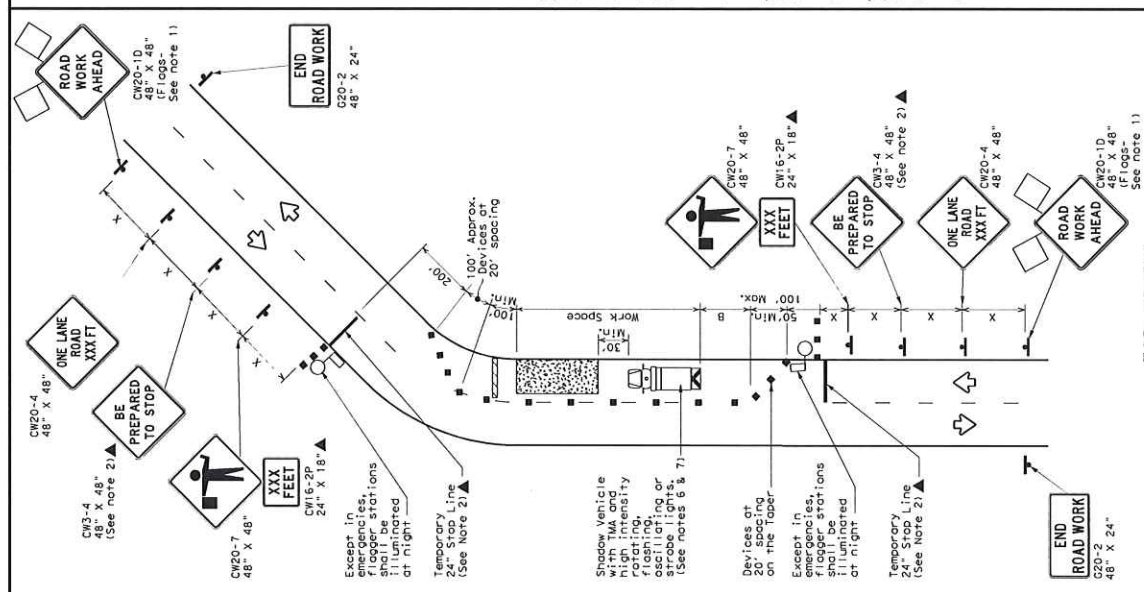 ROAD
WORK
AHEAD
CW20-1D
48" X 48"
(Flags-
See note 1)
END
ROAD WORK
G20-2
48" X 24"
X
X
X
X
ONE LANE
ROAD
XXX FT
CW20-4
48" X 48"
BE
PREPARED
TO STOP
CW3-4
48" X 48"
(See note 2)▲
CW20-7
48" X 48"
XXX
FEET
CW16-2P
24" X 18"▲
200'
100' Approx.
Devices at
20' spacing
Except in
emergencies,
flagger stations
shall be
illuminated
at night
Temporary
24" Stop Line
(See Note 2)▲
100'
Min.
Work Space
30'
Min.
B
50' Min.
100' Max.
X
X
X
X
Shadow Vehicle
with TMA and
high intensity
rotating,
flashing,
oscillating or
strobe lights.
(See notes 6 & 7)
Devices at
20' spacing
on the Taper
Except in
emergencies,
flagger stations
shall be
illuminated
at night
Temporary
24" Stop Line
(See Note 2)▲
CW20-7
48" X 48"
XXX
FEET
CW16-2P
24" X 18"▲
BE
PREPARED
TO STOP
CW3-4
48" X 48"
(See note 2)▲
ONE LANE
ROAD
XXX FT
CW20-4
48" X 48"
ROAD
WORK
AHEAD
CW20-1D
48" X 48"
(Flags-
See note 1)
END
ROAD WORK
G20-2
48" X 24"